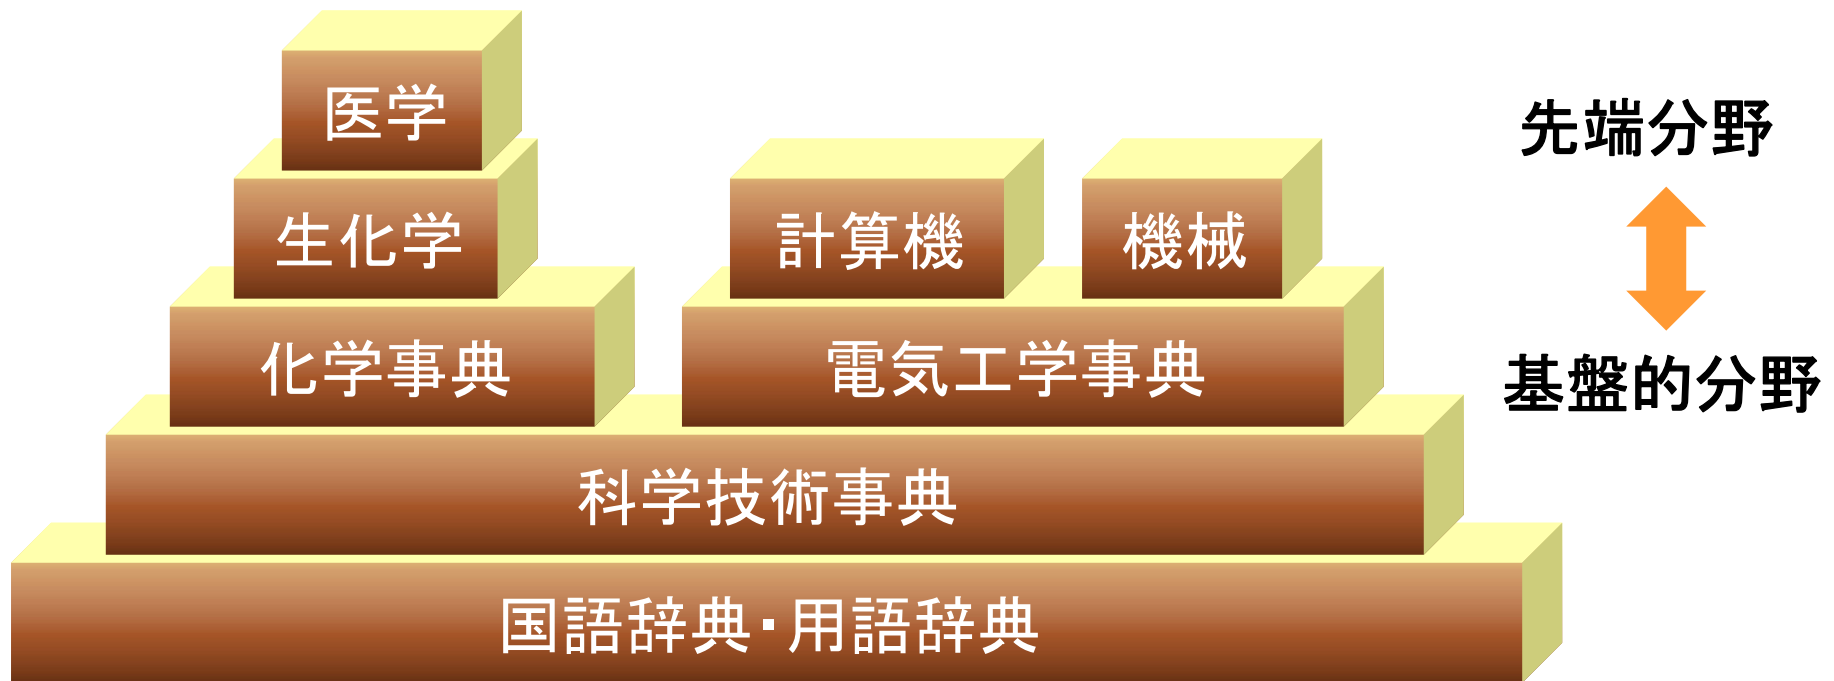 医学
先端分野
生化学
計算機
機械
化学事典
電気工学事典
基盤的分野
科学技術事典
国語辞典・用語辞典